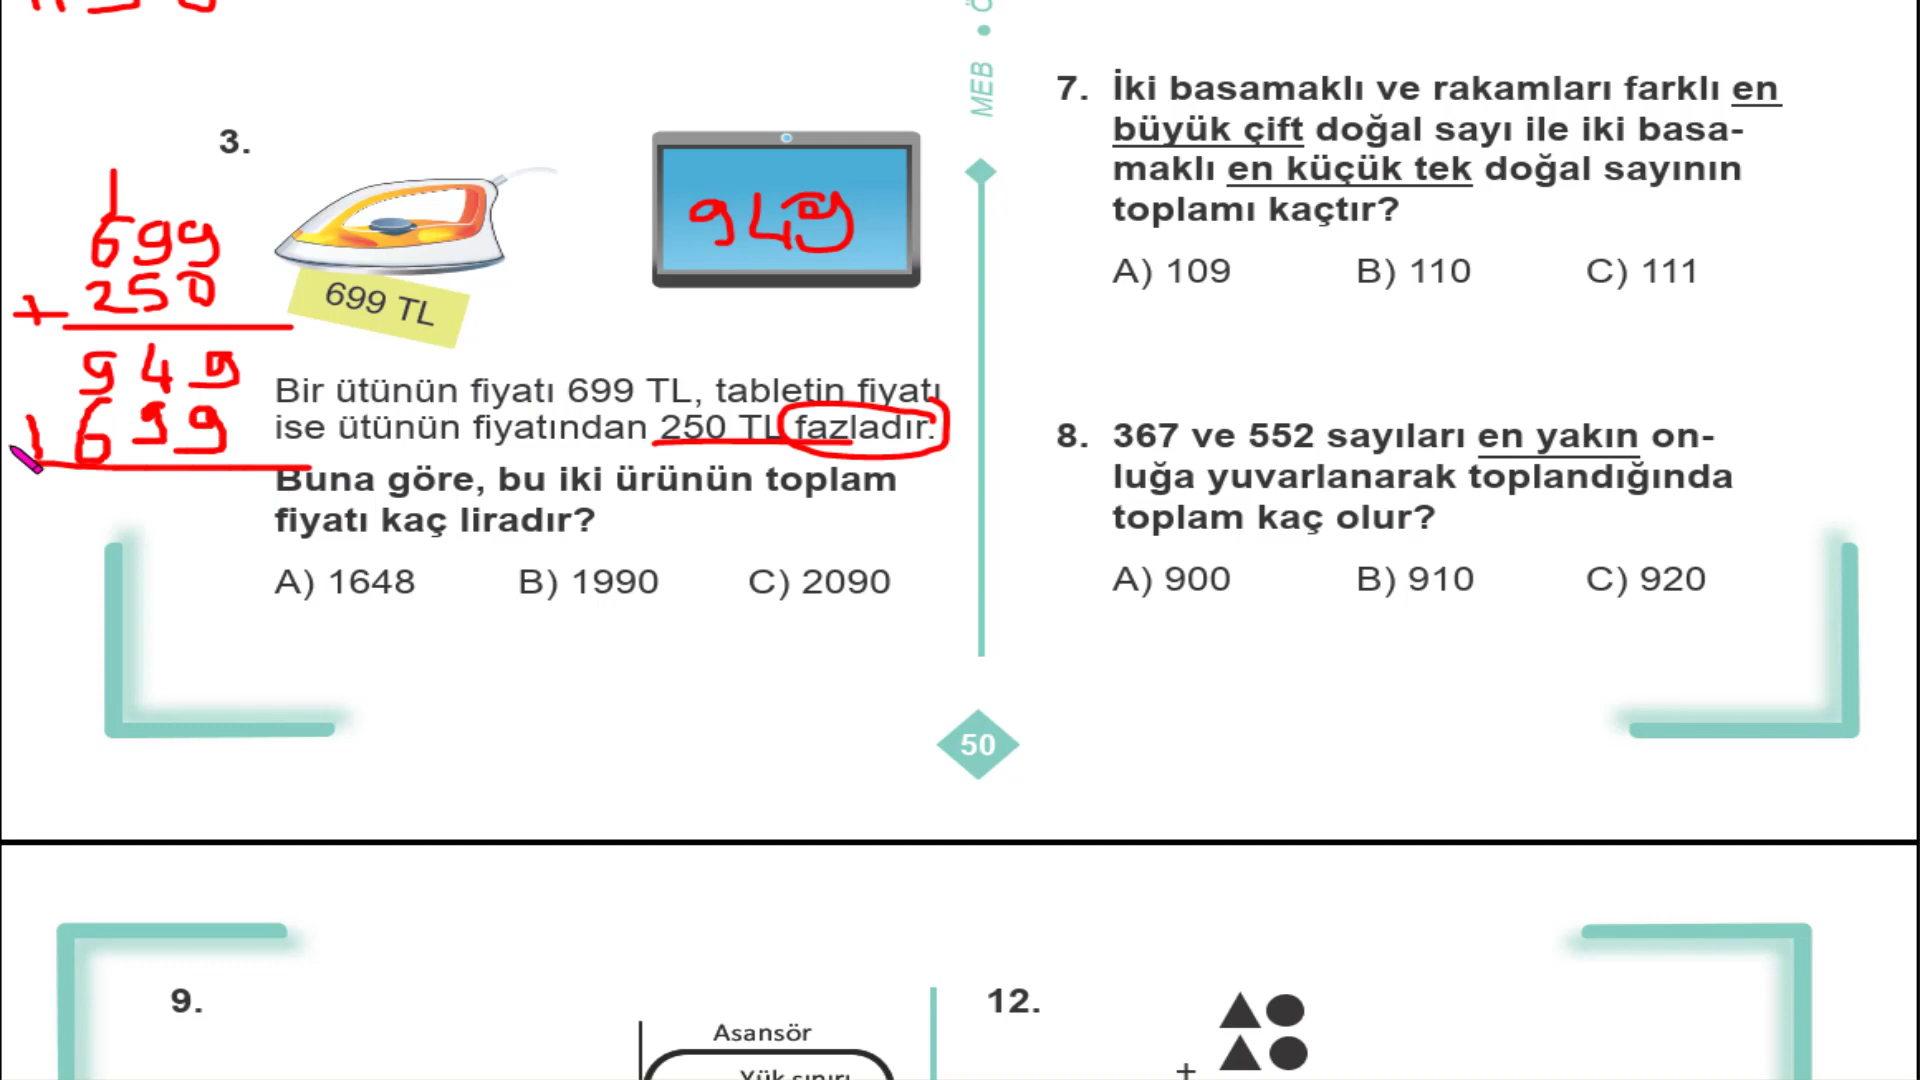 3.
1
699
+ 250
949
1699
949
699 TL
Bir ütünün fiyatı 699 TL, tabletin fiyatı
ise ütünün fiyatından 250 TL fazladır.
Buna göre, bu iki ürünün toplam
fiyatı kaç liradır?
A) 1648 B) 1990 C) 2090
MEB
7. İki basamaklı ve rakamları farklı en
büyük çift doğal sayı ile iki basa-
maklı en küçük tek doğal sayının
toplamı kaçtır?
A) 109 B) 110 C) 111
8. 367 ve 552 sayıları en yakın on-
luğa yuvarlanarak toplandığında
toplam kaç olur?
A) 900 B) 910 C) 920
50
9.
Asansör
Yük sınırı
12.
+